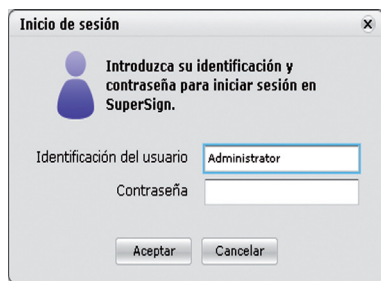 Inicio de sesión
Introduzca su identificación y
contraseña para iniciar sesión en
SuperSign.
Identificación del usuario Administrator
Contraseña
Aceptar Cancelar